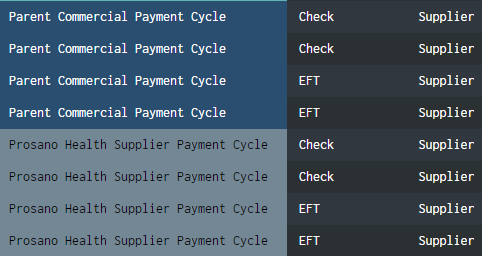 Parent Commercial Payment Cycle Check Supplier
Parent Commercial Payment Cycle Check Supplier
Parent Commercial Payment Cycle EFT Supplier
Parent Commercial Payment Cycle EFT Supplier
Prosano Health Supplier Payment Cycle Check Supplier
Prosano Health Supplier Payment Cycle Check Supplier
Prosano Health Supplier Payment Cycle EFT Supplier
Prosano Health Supplier Payment Cycle EFT Supplier